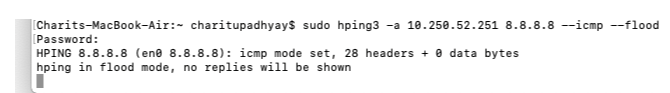 Charits-MacBook-Air:~ charitupadhyay$ sudo hping3 -a 10.250.52.251 8.8.8.8 --icmp --flood
Password:
HPING 8.8.8.8 (en0 8.8.8.8): icmp mode set, 28 headers + 0 data bytes
hping in flood mode, no replies will be shown